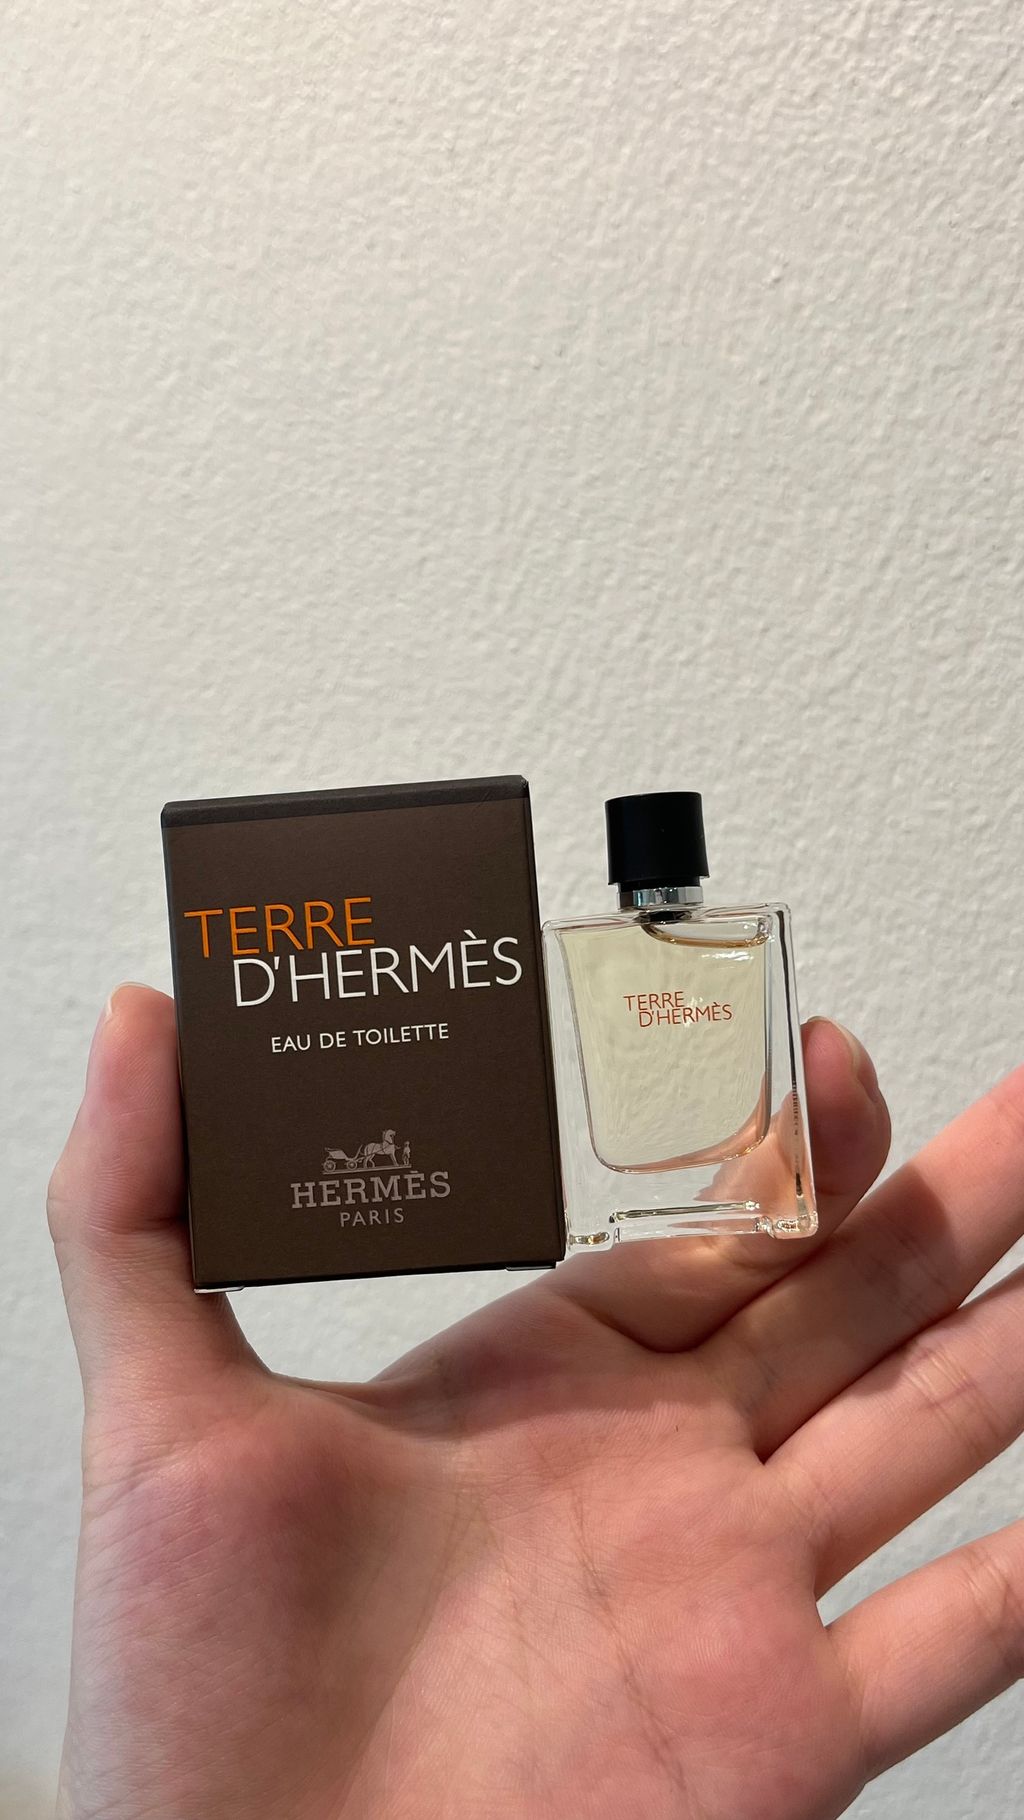 TERRE
D'HERMÈS
EAU DE TOILETTE
HERMÈS
PARIS
TERRE
D'HERMÈS